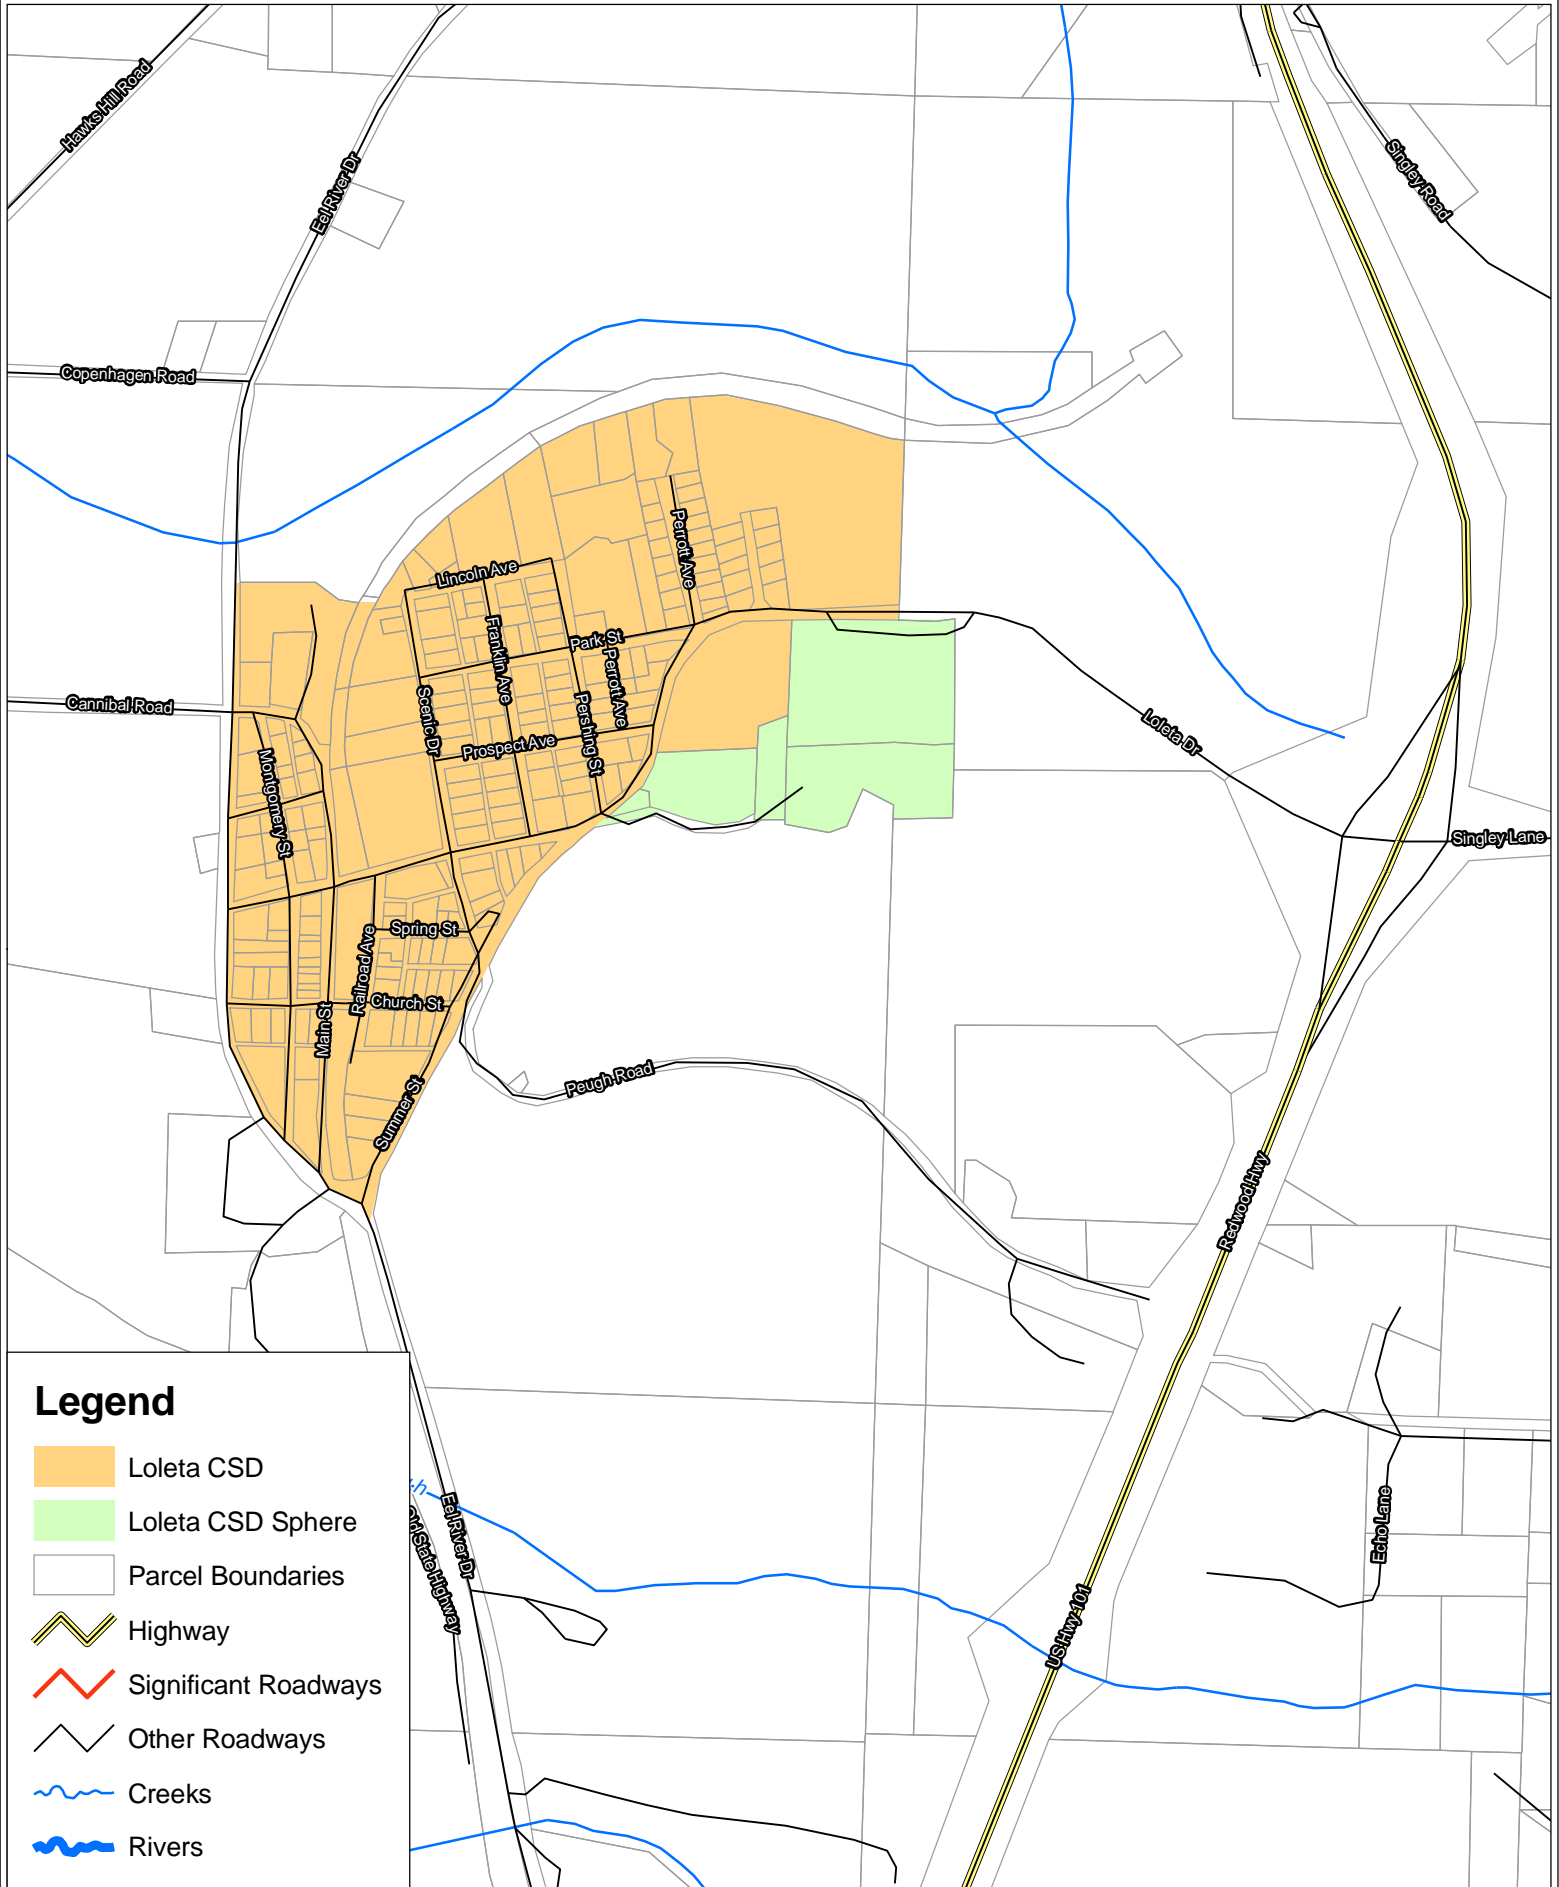 Hawks Hill Road
Eel River Dr
Singley Road
Copenhagen Road
Perrott Ave
Lincoln Ave
Franklin Ave
Park St
Perrott Ave
Cannibal Road
Scenic Dr
Pershing St
Prospect Ave
Loleta Dr
Montgomery St
Singley Lane
Spring St
Railroad Ave
Church St
Main St
Peugh Road
Summer St
Redwood Hwy
Legend
Loleta CSD
Loleta CSD Sphere
Parcel Boundaries
Highway
Significant Roadways
Other Roadways
Creeks
Rivers
Eel River Dr
Old State Highway
Echo Lane
US Hwy 101